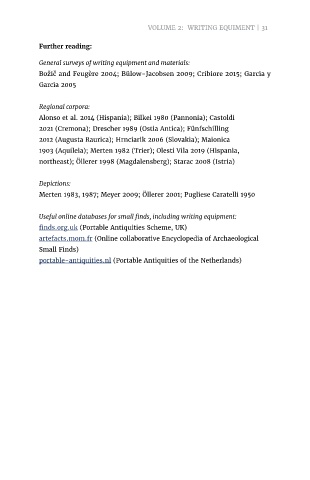 VOLUME 2: WRITING EQUIMENT | 31
Further reading:
General surveys of writing equipment and materials:
Božič and Feugère 2004; Bülow-Jacobsen 2009; Cribiore 2015; Garcia y
Garcia 2005
Regional corpora:
Alonso et al. 2014 (Hispania); Bilkei 1980 (Pannonia); Castoldi
2021 (Cremona); Drescher 1989 (Ostia Antica); Fünfschilling
2012 (Augusta Raurica); Hrnciarik 2006 (Slovakia); Maionica
1903 (Aquileia); Merten 1982 (Trier); Olesti Vila 2019 (Hispania,
northeast); Öllerer 1998 (Magdalensberg); Starac 2008 (Istria)
Depictions:
Merten 1983, 1987; Meyer 2009; Öllerer 2001; Pugliese Caratelli 1950
Useful online databases for small finds, including writing equipment:
finds.org.uk (Portable Antiquities Scheme, UK)
artefacts.mom.fr (Online collaborative Encyclopedia of Archaeological
Small Finds)
portable-antiquities.nl (Portable Antiquities of the Netherlands)